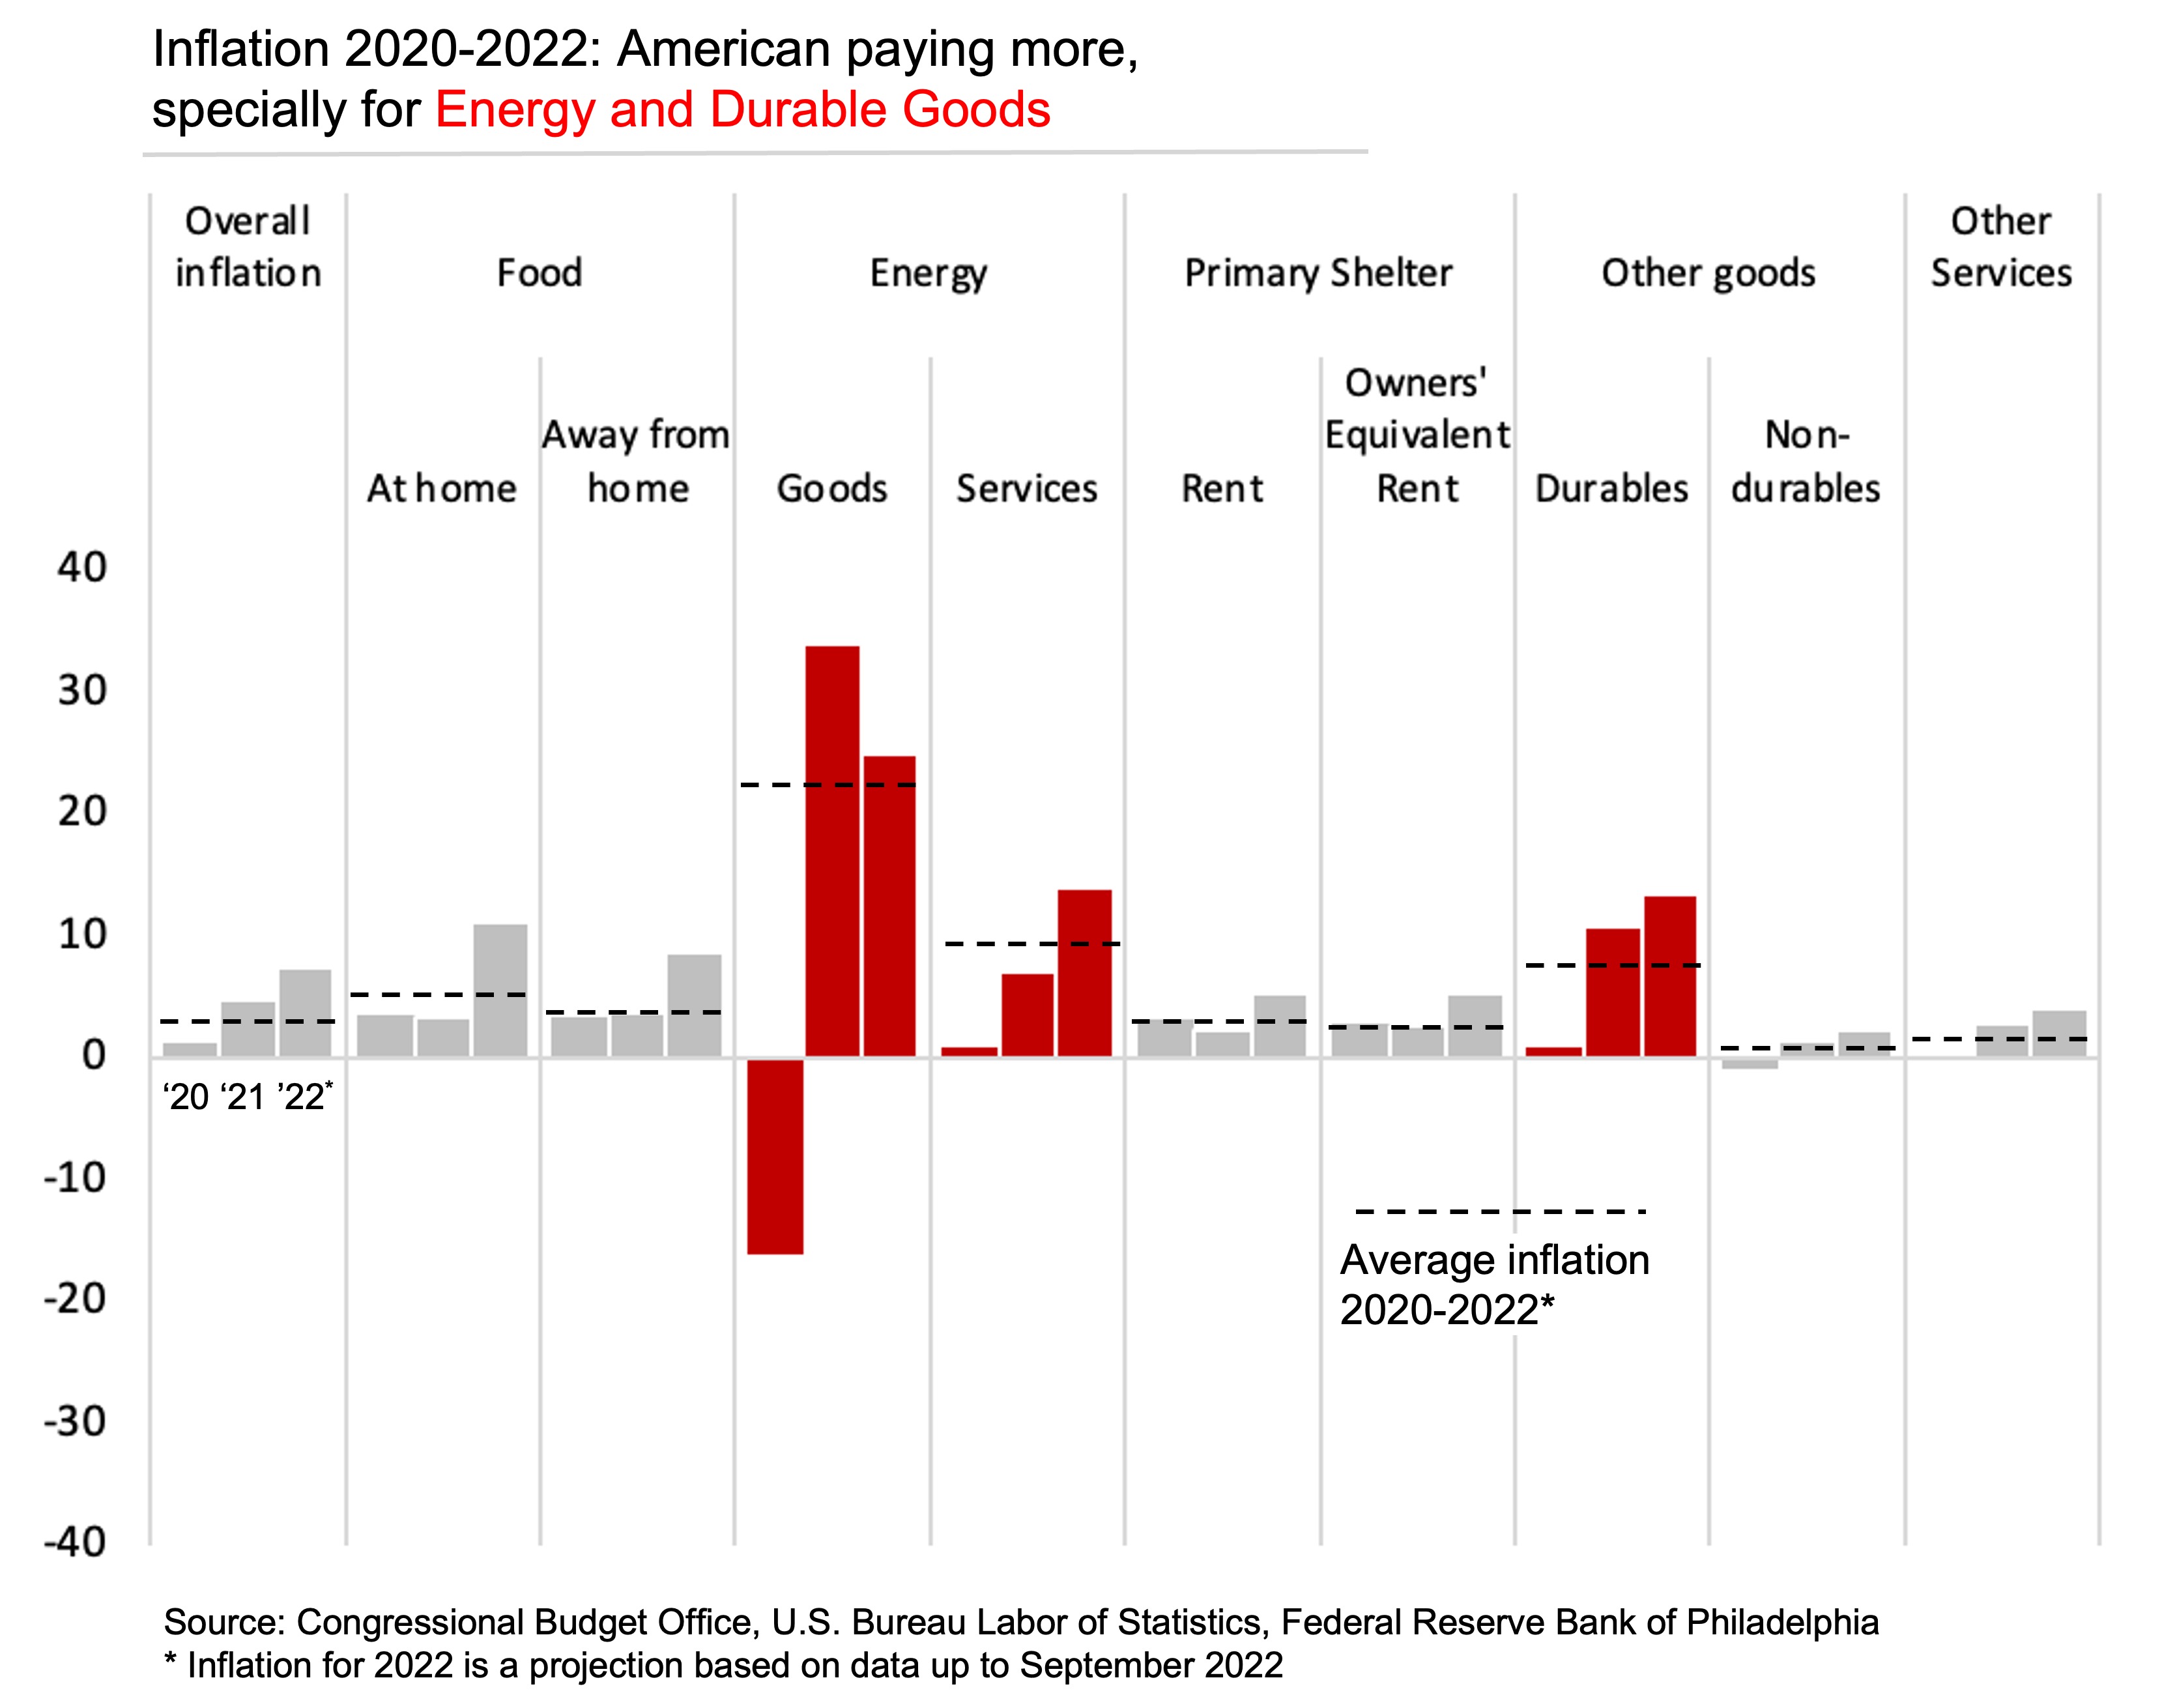 Inflation 2020-2022: American paying more,
specially for Energy and Durable Goods
Overall
inflation
Food
Energy
Primary Shelter
Other goods
Other
Services
At home
Away from
home
Goods
Services
Rent
Owners'
Equivalent
Rent
Durables
Non-
durables
40
30
20
10
0
-10
-20
-30
-40
‘20 ‘21 ’22*
Average inflation
2020-2022*
Source: Congressional Budget Office, U.S. Bureau Labor of Statistics, Federal Reserve Bank of Philadelphia
* Inflation for 2022 is a projection based on data up to September 2022